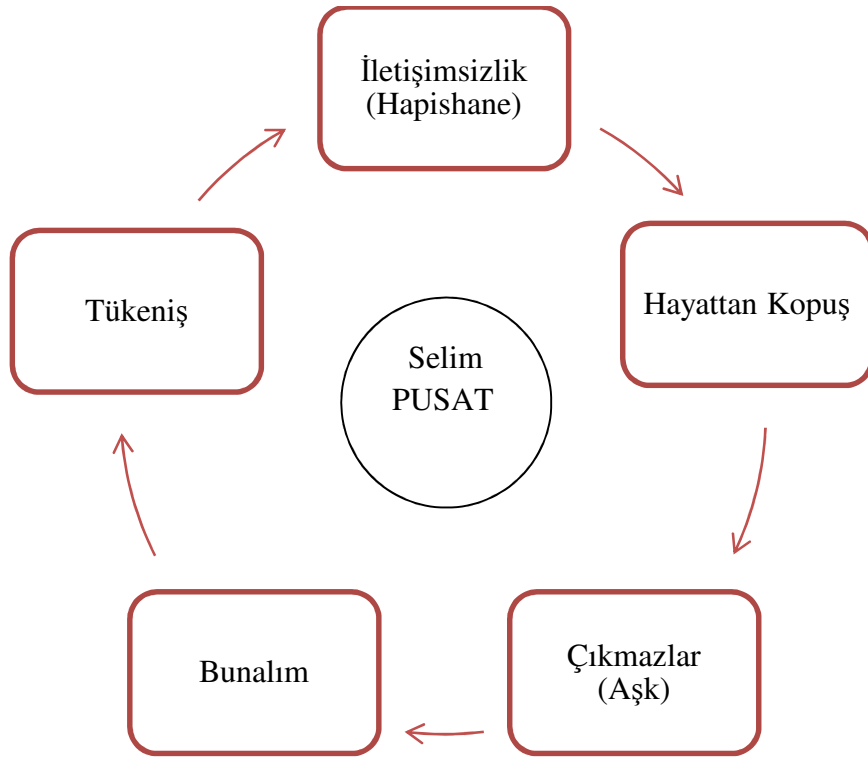 İletişimsizlik
(Hapishane)
Hayattan Kopuş
Çıkmazlar
(Aşk)
Bunalım
Tükeniş
Selim
PUSAT